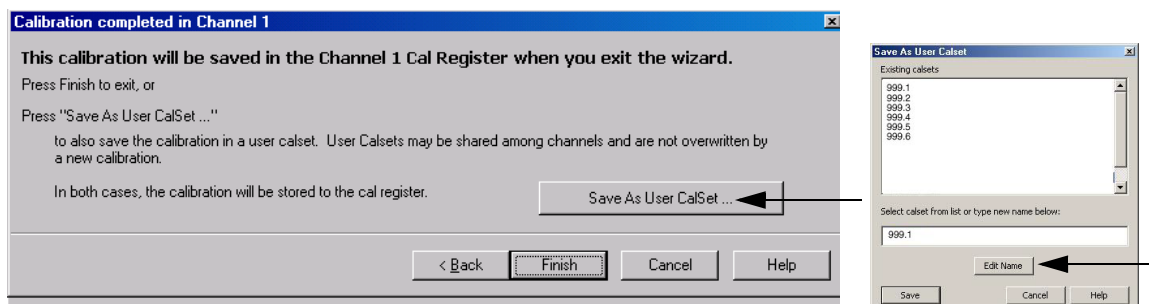 Calibration completed in Channel 1
This calibration will be saved in the Channel 1 Cal Register when you exit the wizard.
Press Finish to exit, or
Press "Save As User CalSet ..."
to also save the calibration in a user calset. User Calsets may be shared among channels and are not overwritten by
a new calibration.
In both cases, the calibration will be stored to the cal register.
Save As User CalSet ...
< Back
Finish
Cancel
Help
Save As User Calset
Existing calsets
999.1
999.2
999.3
999.4
999.5
999.6
Select calset from list or type new name below:
999.1
Edit Name
Save
Cancel
Help